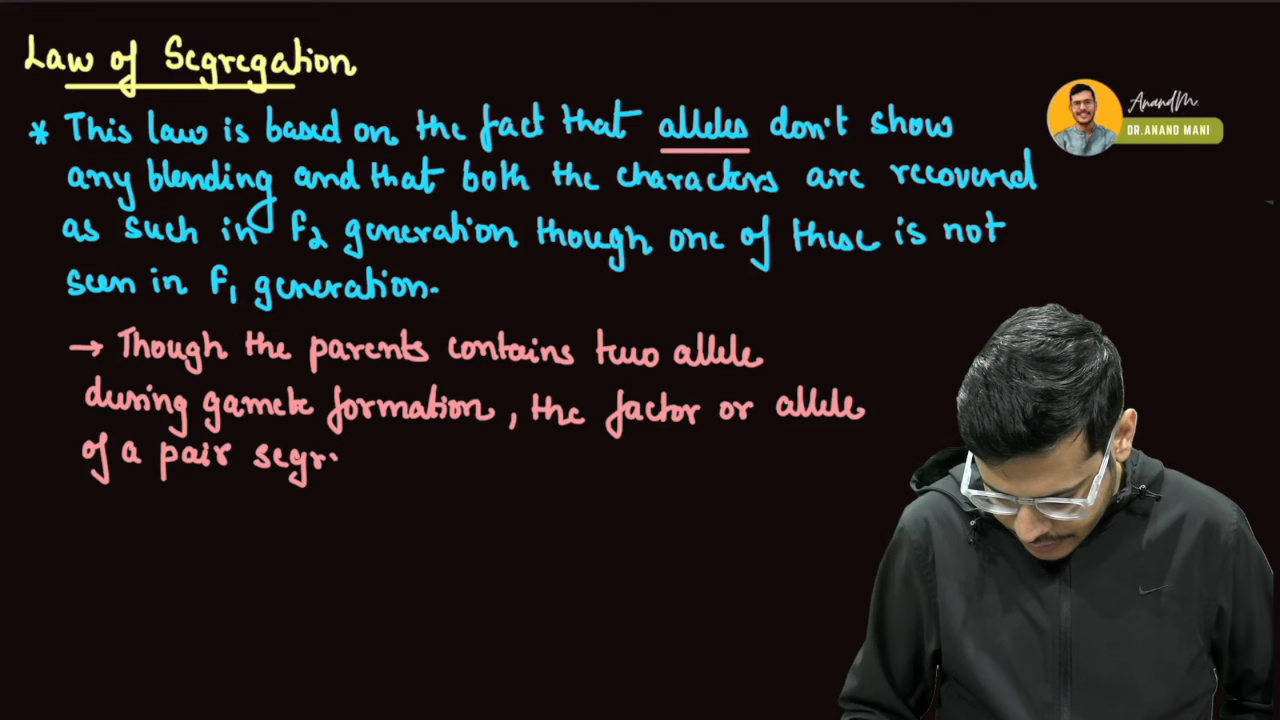 Law of Segregation
* This law is based on the fact that alleles don't show
any blending and that both the characters are recovered
as such in F2 generation though one of these is not
seen in F1 generation.
AnandM.
DR.ANAND MANI
→ Though the parents contains two allele
during gamete formation, the factor or allele
of a pair segr